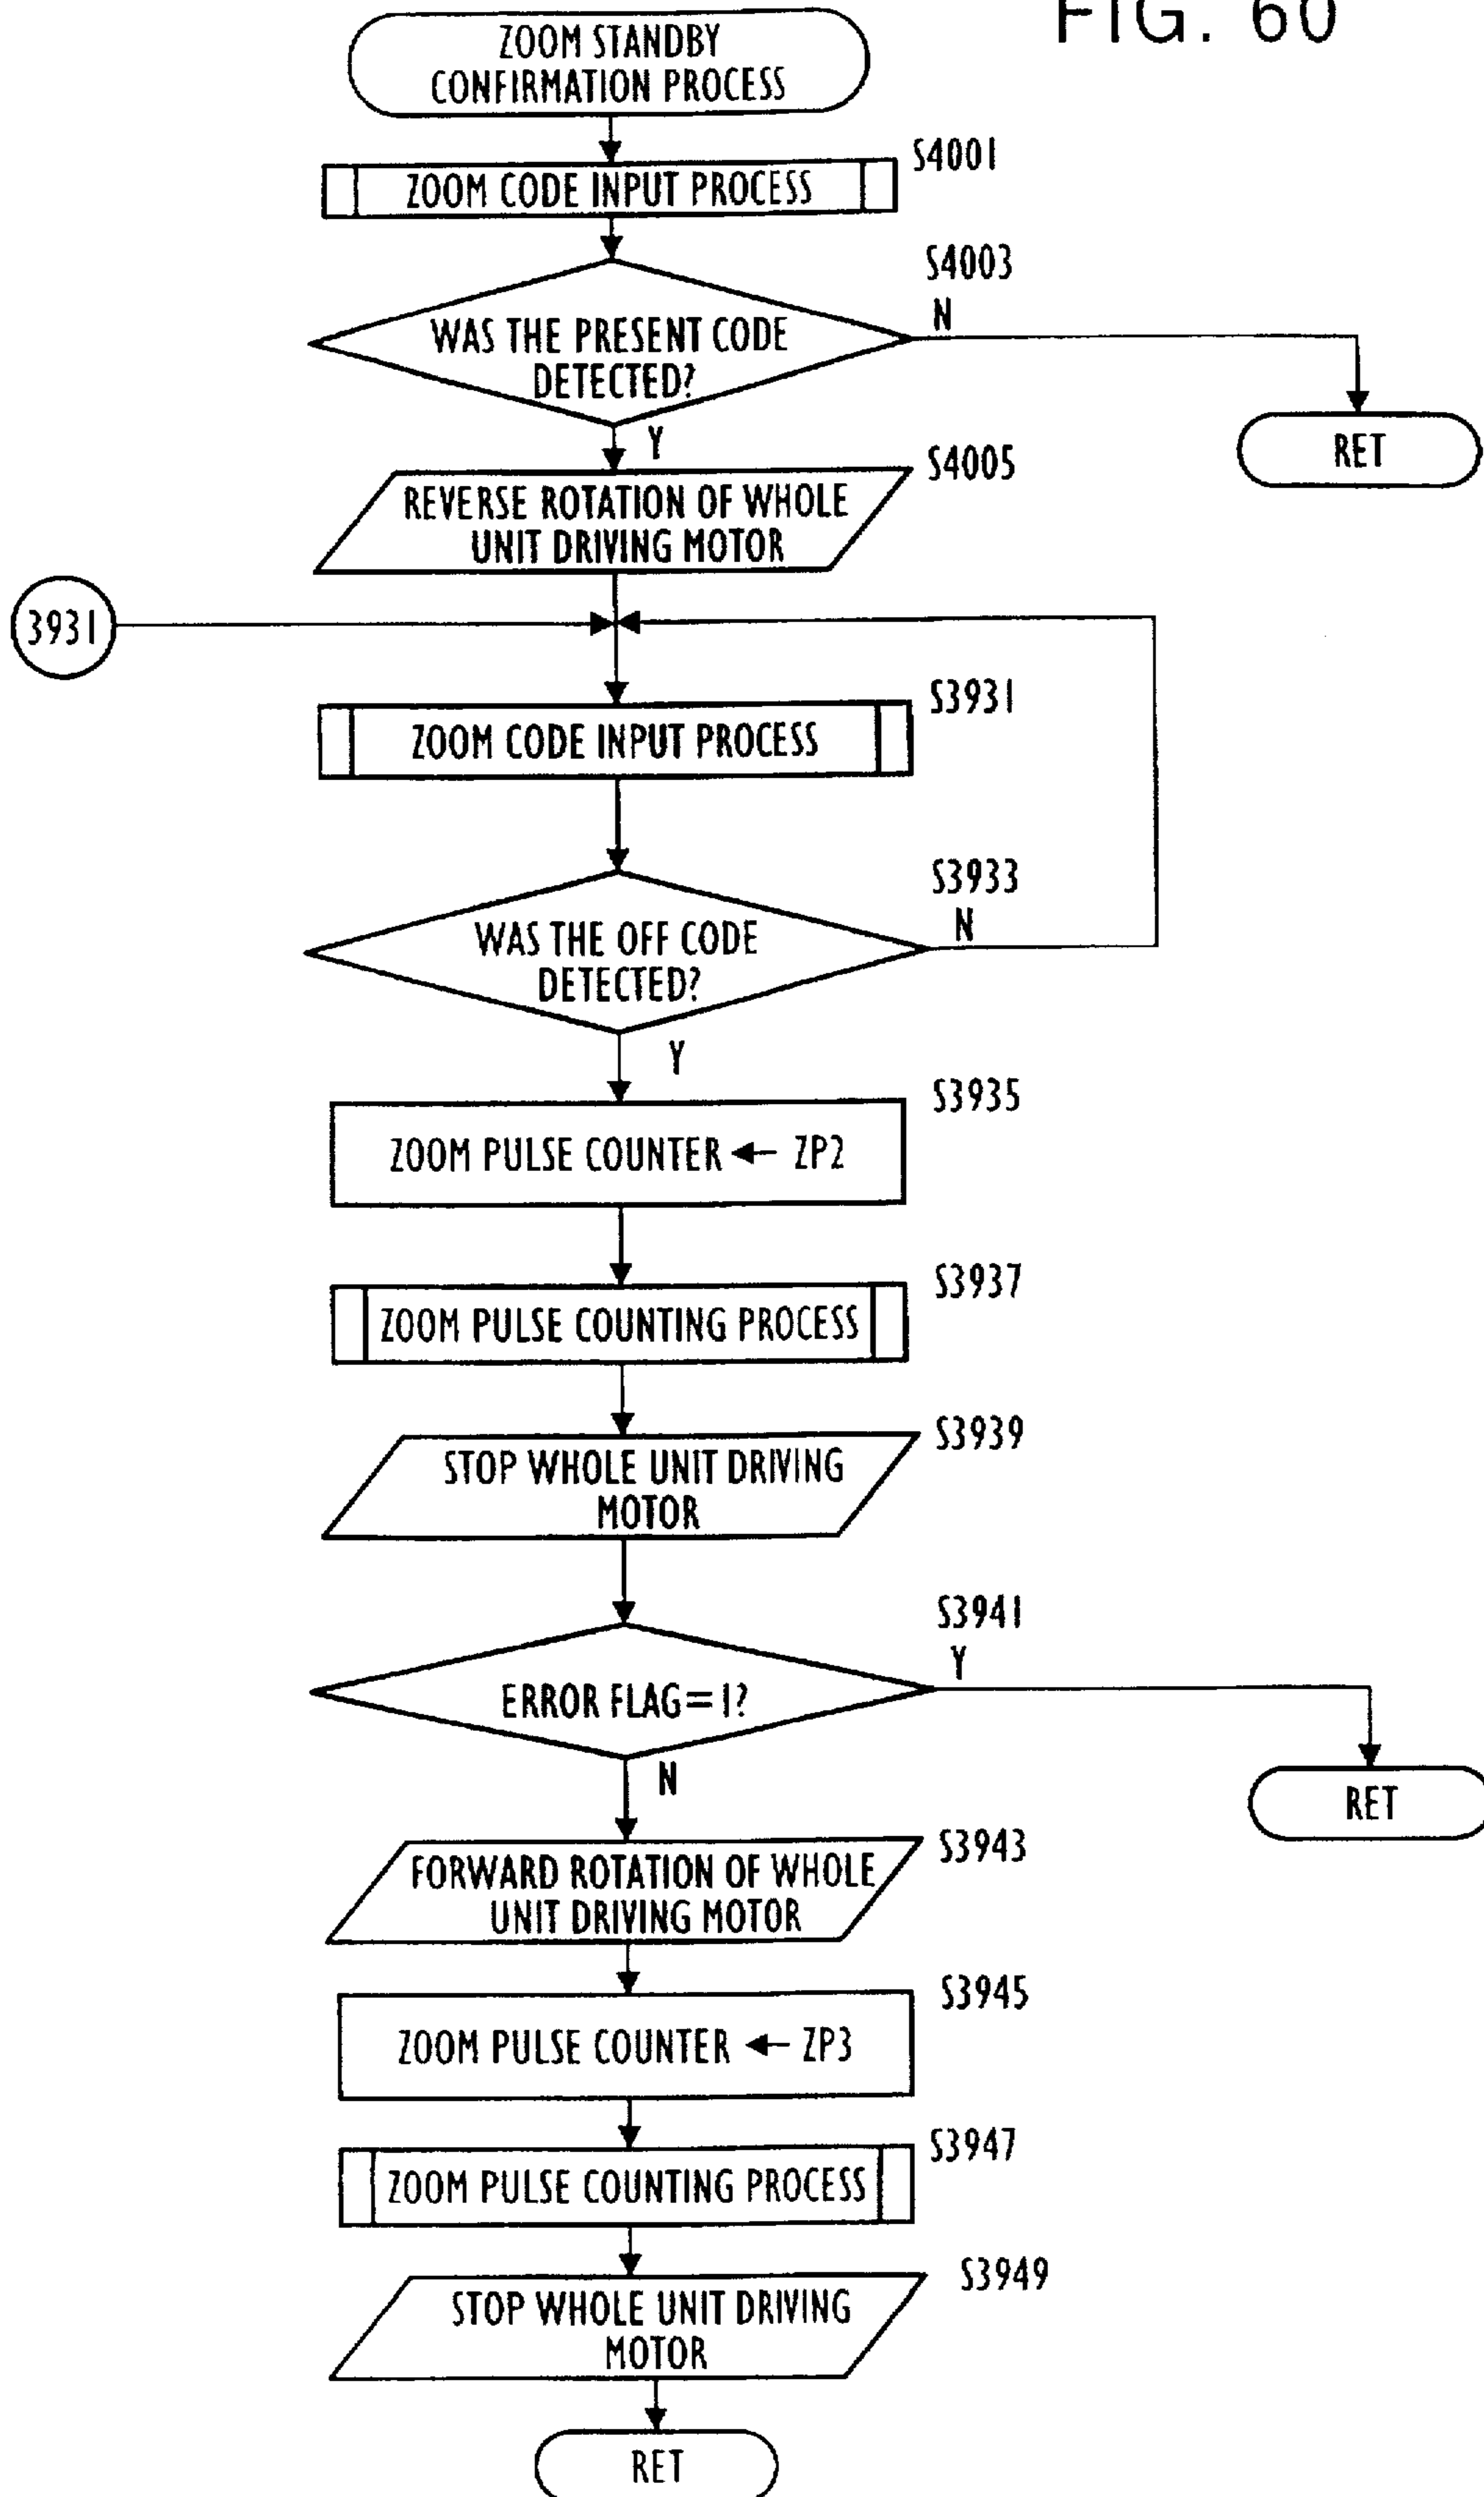 FIG. 60
ZOOM STANDBY
CONFIRMATION PROCESS
S4001
ZOOM CODE INPUT PROCESS
S4003
N
WAS THE PRESENT CODE
DETECTED?
RET
Y
S4005
REVERSE ROTATION OF WHOLE
UNIT DRIVING MOTOR
3931
S3931
ZOOM CODE INPUT PROCESS
S3933
N
WAS THE OFF CODE
DETECTED?
Y
S3935
ZOOM PULSE COUNTER ← ZP2
S3937
ZOOM PULSE COUNTING PROCESS
S3939
STOP WHOLE UNIT DRIVING
MOTOR
S3941
Y
ERROR FLAG=1?
N
RET
S3943
FORWARD ROTATION OF WHOLE
UNIT DRIVING MOTOR
S3945
ZOOM PULSE COUNTER ← ZP3
S3947
ZOOM PULSE COUNTING PROCESS
S3949
STOP WHOLE UNIT DRIVING
MOTOR
RET